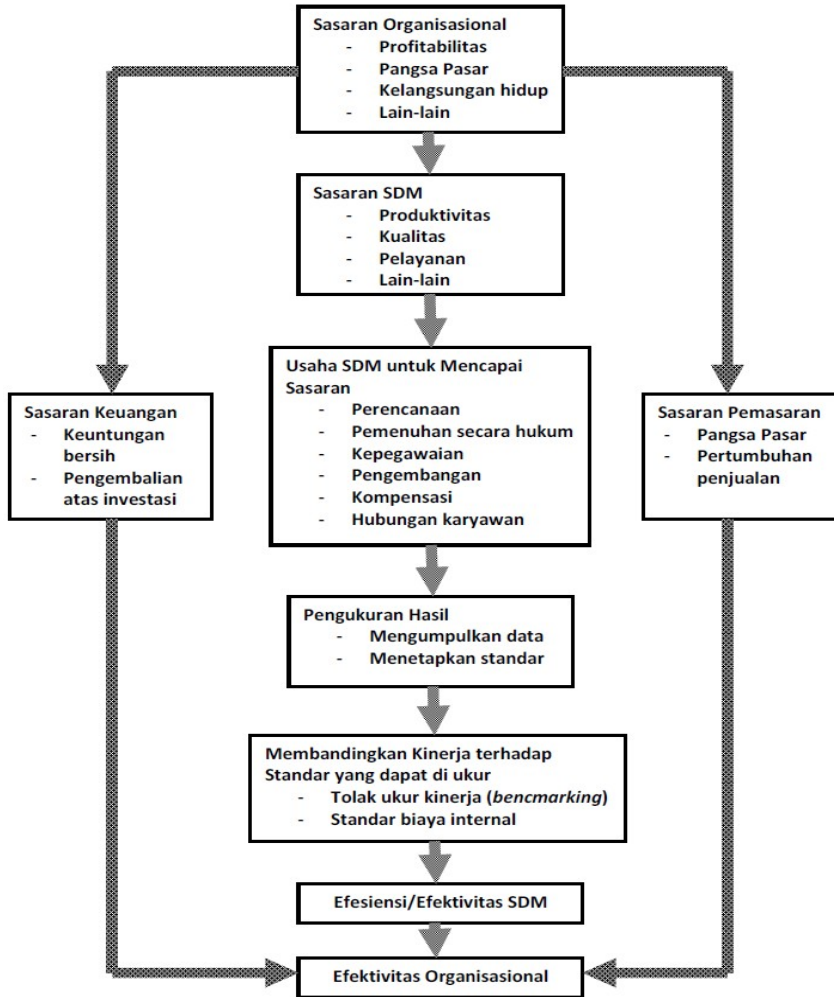 Sasaran Organisasional
- Profitabilitas
- Pangsa Pasar
- Kelangsungan hidup
- Lain-lain
Sasaran SDM
- Produktivitas
- Kualitas
- Pelayanan
- Lain-lain
Usaha SDM untuk Mencapai
Sasaran
- Perencanaan
- Pemenuhan secara hukum
- Kepegawaian
- Pengembangan
- Kompensasi
- Hubungan karyawan
Sasaran Keuangan
- Keuntungan
bersih
- Pengembalian
atas investasi
Sasaran Pemasaran
- Pangsa Pasar
- Pertumbuhan
penjualan
Pengukuran Hasil
- Mengumpulkan data
- Menetapkan standar
Membandingkan Kinerja terhadap
Standar yang dapat di ukur
- Tolak ukur kinerja (bencmarking)
- Standar biaya internal
Efesiensi/Efektivitas SDM
Efektivitas Organisasional